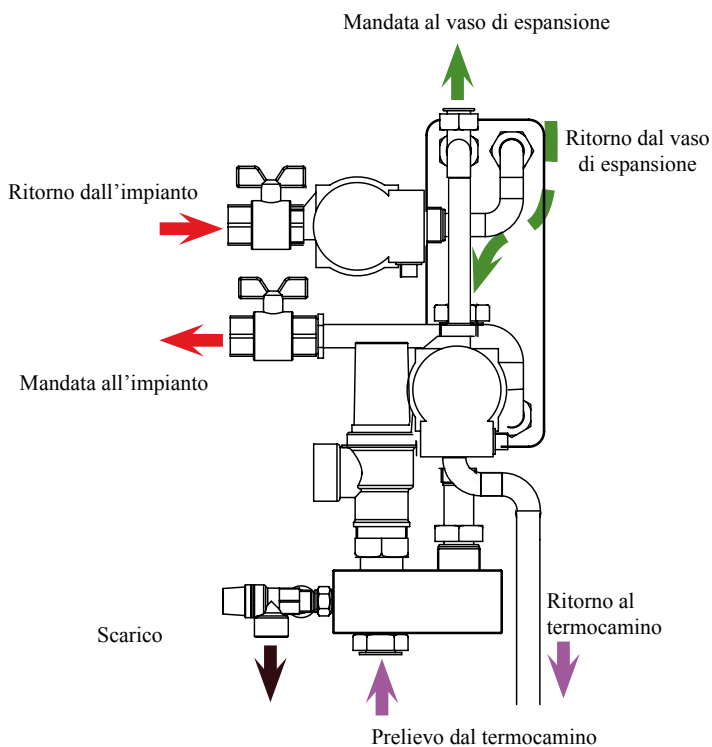 Mandata al vaso di espansione
Ritorno dal vaso
di espansione
Ritorno dall’impianto
Mandata all’impianto
Scarico
Ritorno al
termocamino
Prelievo dal termocamino